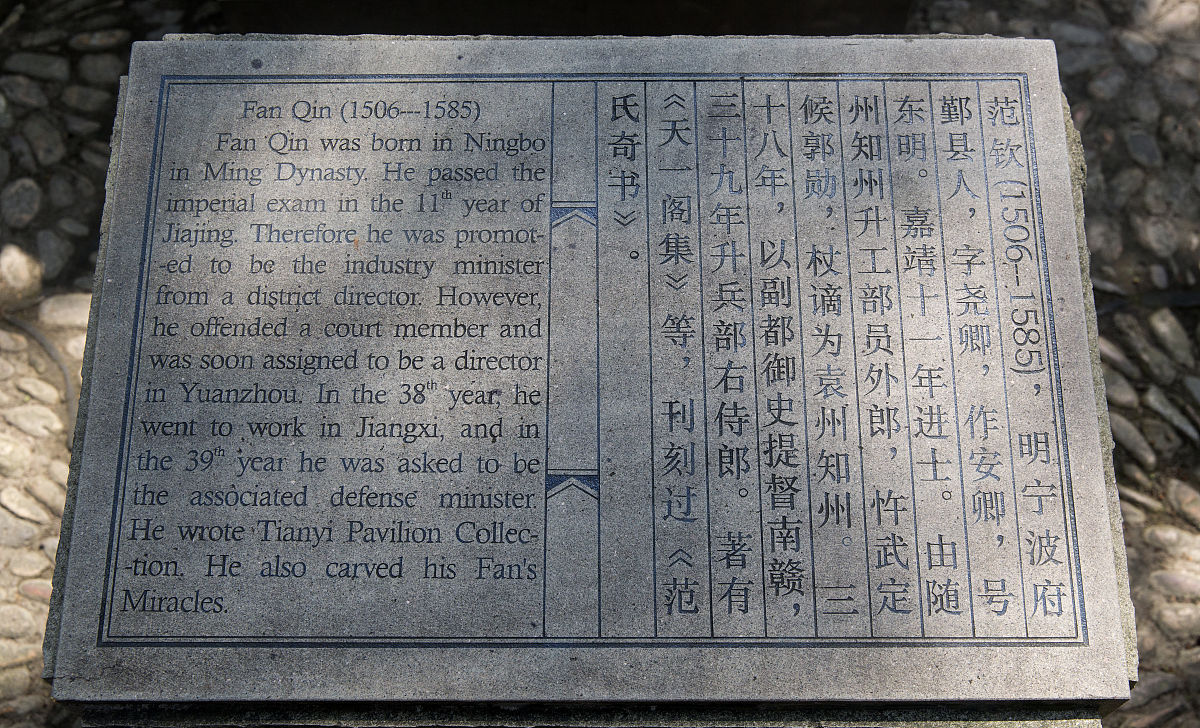 Fan Qin (1506---1585)
Fan Qin was born in Ningbo
in Ming Dynasty. He passed the
imperial exam in the 11th year of
Jiajing. Therefore he was promot-
-ed to be the industry minister
from a district director. However,
he offended a court member and
was soon assigned to be a director
in Yuanzhou. In the 38th year, he
went to work in Jiangxi, and in
the 39th year he was asked to be
the associated defense minister.
He wrote Tianyi Pavilion Collec-
-tion. He also carved his Fan's
Miracles.
范钦(1506--1585)，明宁波府
鄞县人，字尧卿，作安卿，号
东明。嘉靖十一年进士。由随
州知州升工部员外郎，忤武定
候郭勋，杖谪为袁州知州。三
十八年，以副都御史提督南赣，
三十九年升兵部右侍郎。著有
《天一阁集》等，刊刻过《范
氏奇书》。